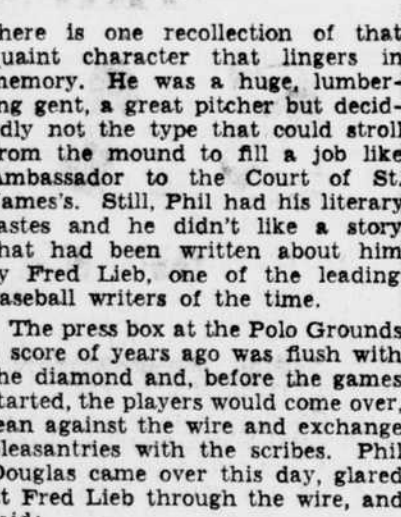 here is one recollection of that
quaint character that lingers in
memory. He was a huge, lumber-
ng gent, a great pitcher but decid-
dly not the type that could stroll
rom the mound to fill a job like
Ambassador to the Court of St.
ames's. Still, Phil had his literary
astes and he didn't like a story
hat had been written about him
y Fred Lieb, one of the leading
aseball writers of the time.
The press box at the Polo Grounds
score of years ago was flush with
he diamond and, before the games
tarted, the players would come over,
ean against the wire and exchange
leasantries with the scribes. Phil
Douglas came over this day, glared
t Fred Lieb through the wire, and